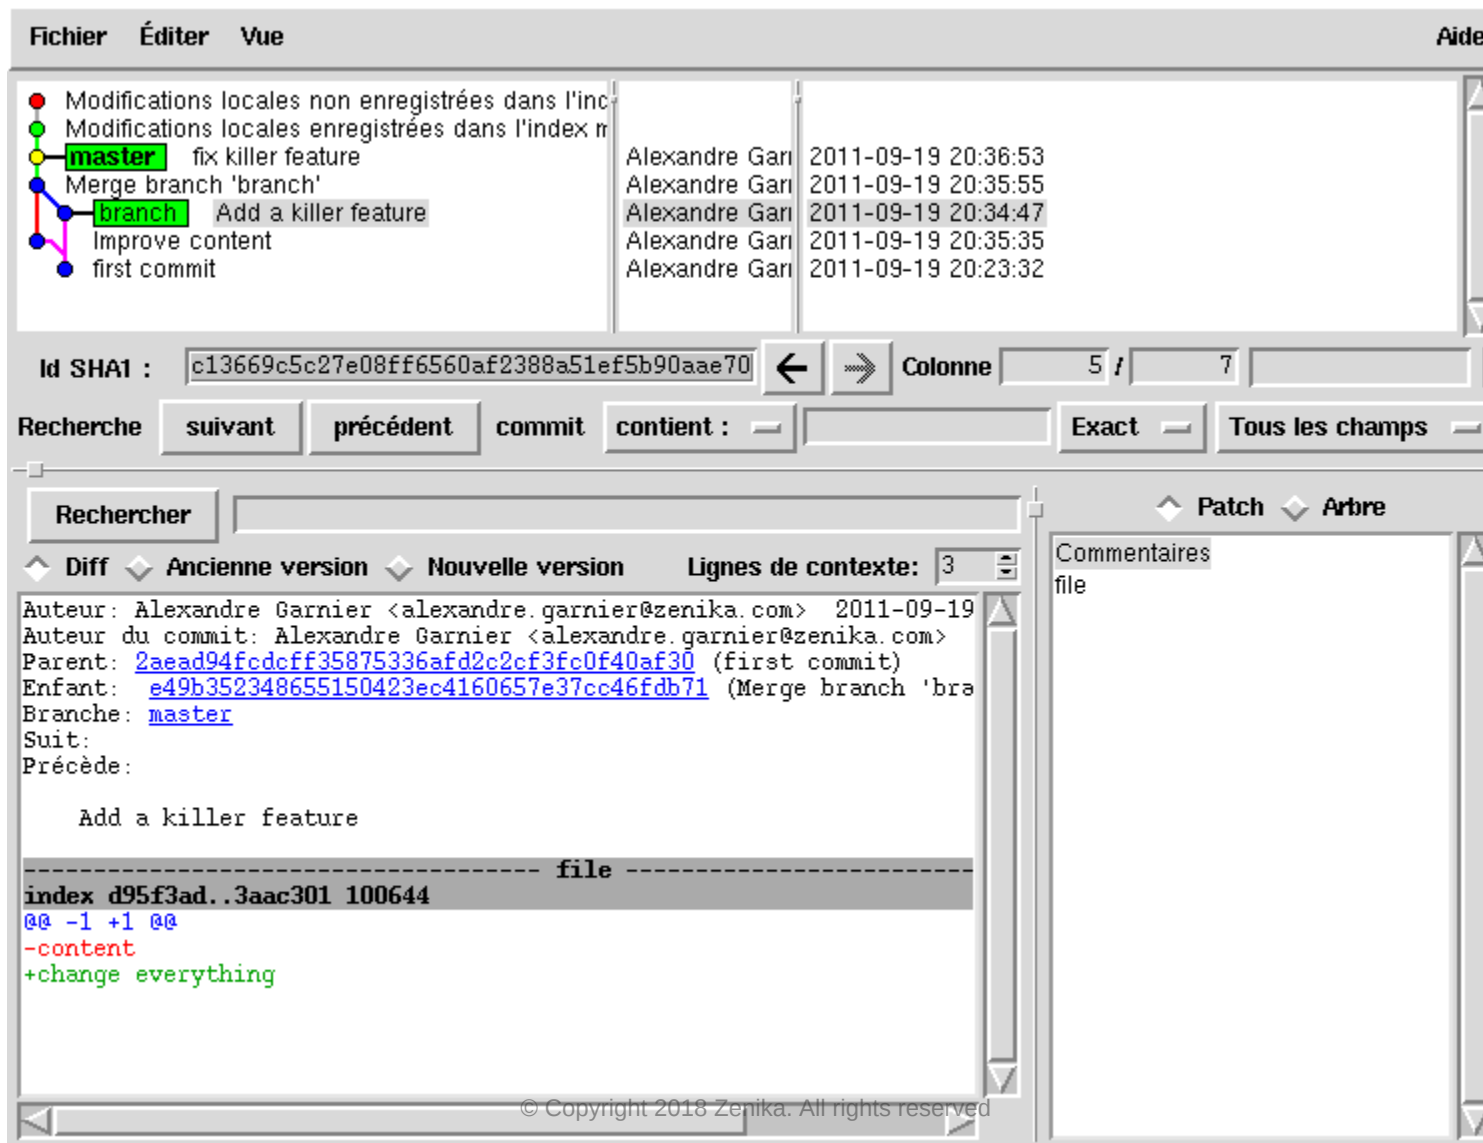 Fichier Éditer Vue Aide
Modifications locales non enregistrées dans l'inc
Modifications locales enregistrées dans l'index
master fix killer feature Alexandre Gar 2011-09-19 20:36:53
Merge branch 'branch' Alexandre Gar 2011-09-19 20:35:55
branch Add a killer feature Alexandre Gar 2011-09-19 20:34:47
Improve content Alexandre Gar 2011-09-19 20:35:35
first commit Alexandre Gar 2011-09-19 20:23:32
Id SHA1 : c13669c5c27e08ff6560af2388a51ef5b90aae70 Colonne 5 / 7
Recherche suivant précédent commit contient : Exact Tous les champs
Rechercher
Patch Arbre
Diff Ancienne version Nouvelle version Lignes de contexte: 3
Commentaires
file
Auteur: Alexandre Garnier <alexandre.garnier@zenika.com> 2011-09-19
Auteur du commit: Alexandre Garnier <alexandre.garnier@zenika.com>
Parent: 2aead94fcdcff35875336afd2c2cf3fc0f40af30 (first commit)
Enfant: e49b352348655150423ec4160657e37cc46fdb71 (Merge branch 'bra
Branche: master
Suit:
Précède:
Add a killer feature
------------------------------------- file -------------------------
index d95f3ad..3aac301 100644
@@ -1 +1 @@
-content
+change everything
© Copyright 2018 Zenika. All rights reserved